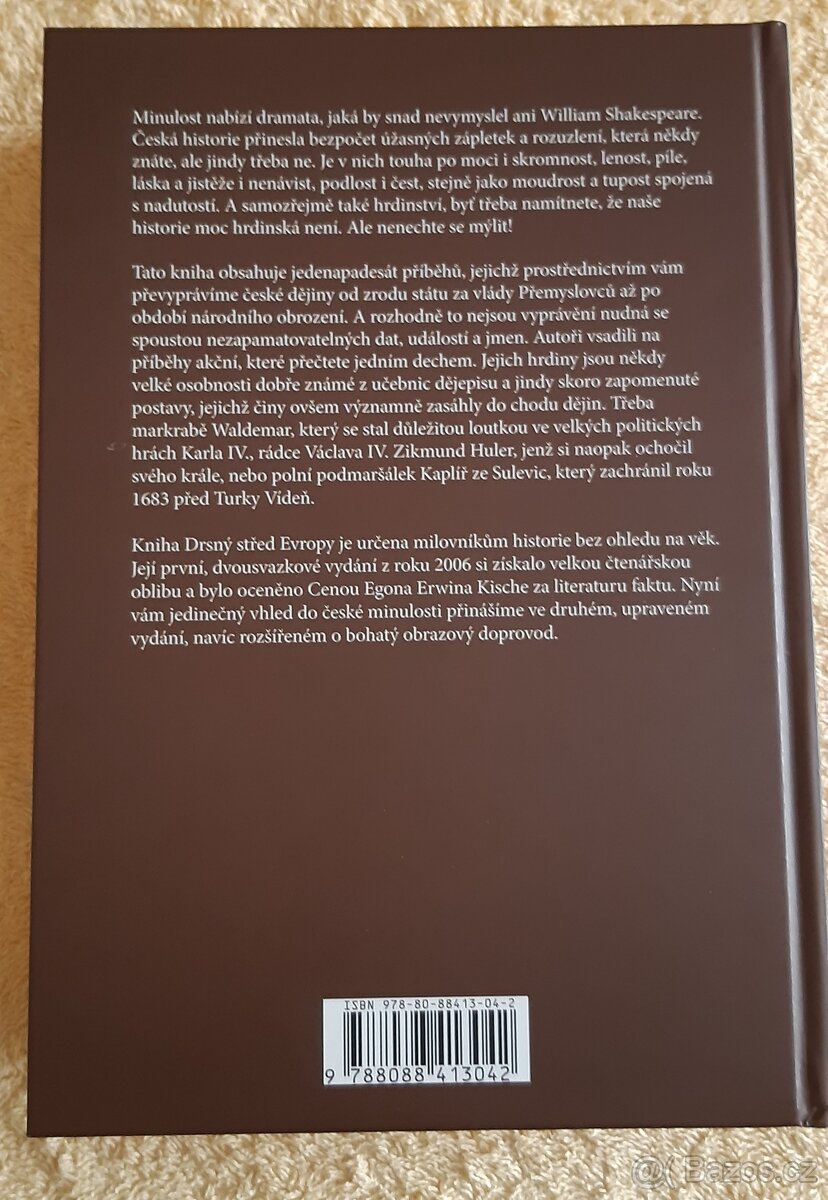 Minulost nabízí dramata, jaká by snad nevymyslel ani William Shakespeare.
Česká historie přinesla bezpočet úžasných zápletek a rozuzlení, která někdy
znáte, ale jindy třeba ne. Je v nich touha po moci i skromnost, lenost, píle,
láska a jistěže i nenávist, podlost i čest, stejně jako moudrost a tupost spojená
s nadutostí. A samozřejmě také hrdinství, byť třeba namítnete, že naše
historie moc hrdinská není. Ale nenechte se mýlit!
Tato kniha obsahuje jedenapadesát příběhů, jejichž prostřednictvím vám
převyprávíme české dějiny od zrodu státu za vlády Přemyslovců až po
období národního obrození. A rozhodně to nejsou vyprávění nudná se
spoustou nezapamatovatelných dat, událostí a jmen. Autoři vsadili na
příběhy akční, které přečtete jedním dechem. Jejich hrdiny jsou někdy
velké osobnosti dobře známé z učebnic dějepisu a jindy skoro zapomenuté
postavy, jejichž činy ovšem významně zasáhly do chodu dějin. Třeba
markrabě Waldemar, který se stal důležitou loutkou ve velkých politických
hrách Karla IV., rádce Václava IV. Zikmund Huler, jenž si naopak ochočil
svého krále, nebo polní podmaršálek Kaplíř ze Sulevic, který zachránil roku
1683 před Turky Vídeň.
Kniha Drsný střed Evropy je určena milovníkům historie bez ohledu na věk.
Její první, dvousvazkové vydání z roku 2006 si získalo velkou čtenářskou
oblibu a bylo oceněno Cenou Egona Erwina Kische za literaturu faktu. Nyní
vám jedinečný vhled do české minulosti přinášíme ve druhém, upraveném
vydání, navíc rozšířeném o bohatý obrazový doprovod.
ISBN 978-80-88413-04-2
9 788088 413042
@( Bazos.cz